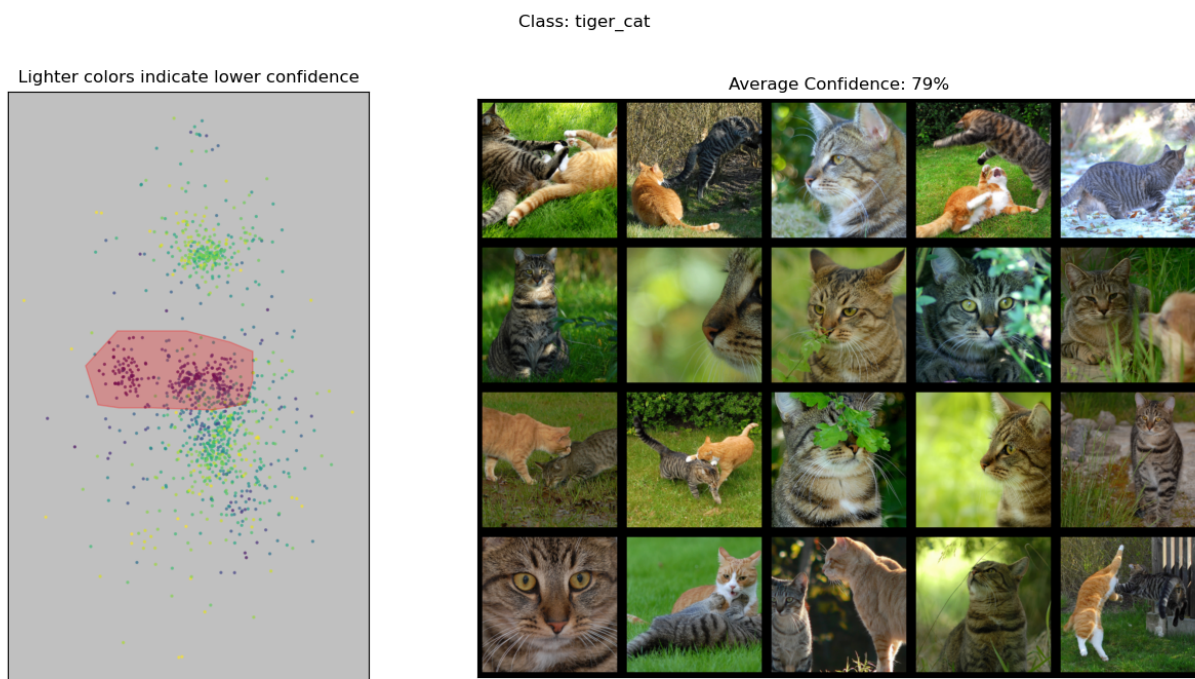 Class: tiger_cat
Lighter colors indicate lower confidence
Average Confidence: 79%